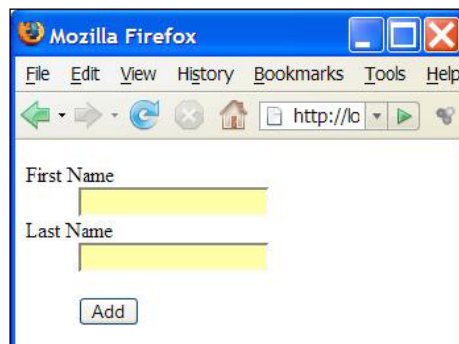 Mozilla Firefox
File Edit View History Bookmarks Tools Help
http://lo
First Name
Last Name
Add